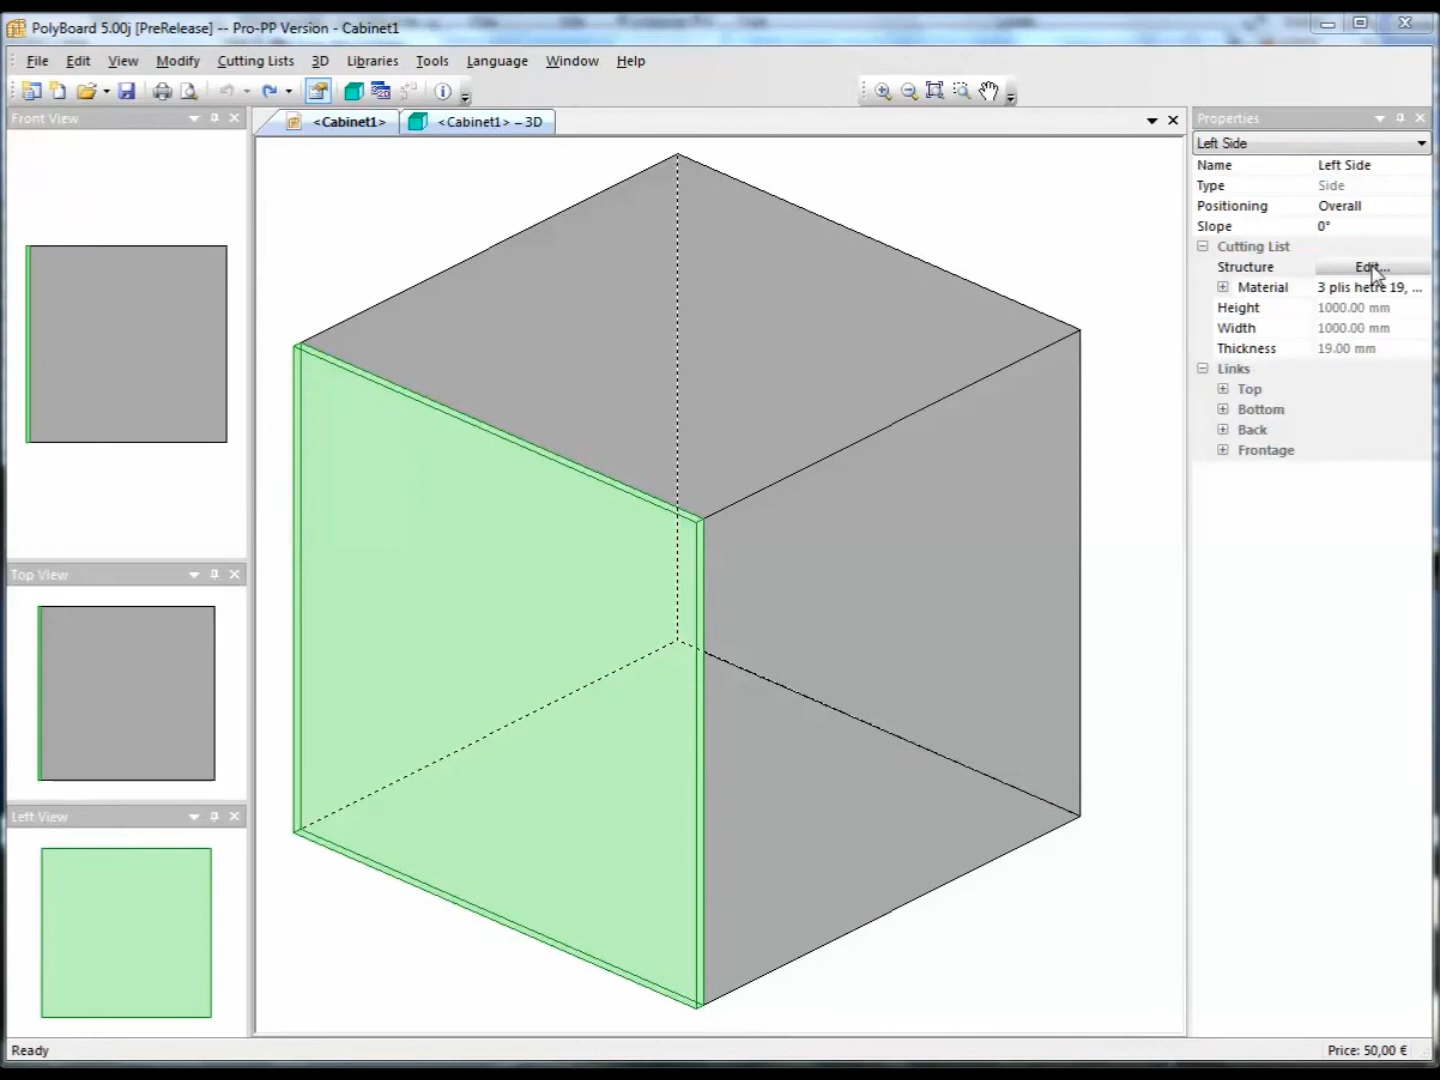 PolyBoard 5.00j [PreRelease] -- Pro-PP Version - Cabinet1
File Edit View Modify Cutting Lists 3D Libraries Tools Language Window Help
Front View
<Cabinet1> <Cabinet1> – 3D
Properties
Left Side
Name Left Side
Type Side
Positioning Overall
Slope 0°
Cutting List
Structure Edit...
Material 3 plis hetre 19, ...
Height 1000.00 mm
Width 1000.00 mm
Thickness 19.00 mm
Links
Top
Bottom
Back
Frontage
Top View
Left View
Ready Price: 50,00 €